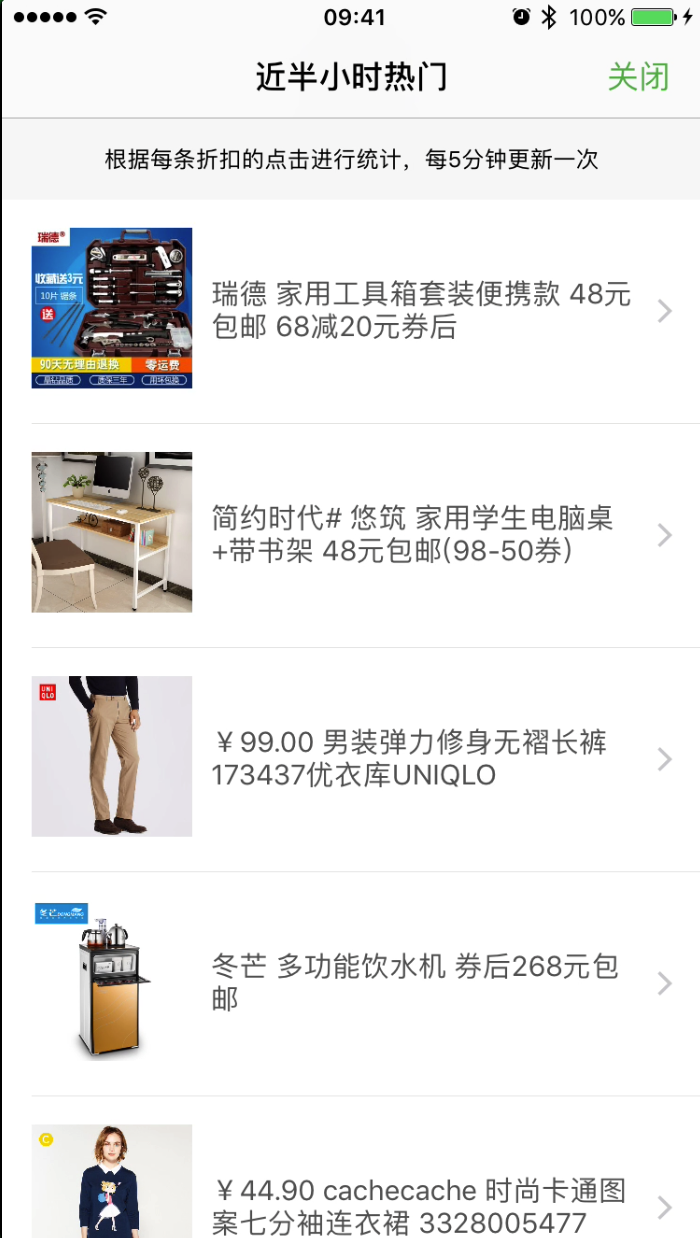 09:41
100%
近半小时热门
关闭
根据每条折扣的点击进行统计，每5分钟更新一次
瑞德®
收藏送3元
10片 锯条
送
90天无理由退换 零运费
质保三年
瑞德 家用工具箱套装便携款 48元
包邮 68减20元券后
简约时代# 悠筑 家用学生电脑桌
+带书架 48元包邮(98-50券)
UNI
QLO
￥99.00 男装弹力修身无褶长裤
173437优衣库UNIQLO
冬芒 多功能饮水机 券后268元包
邮
C
￥44.90 cachecache 时尚卡通图
案七分袖连衣裙 3328005477